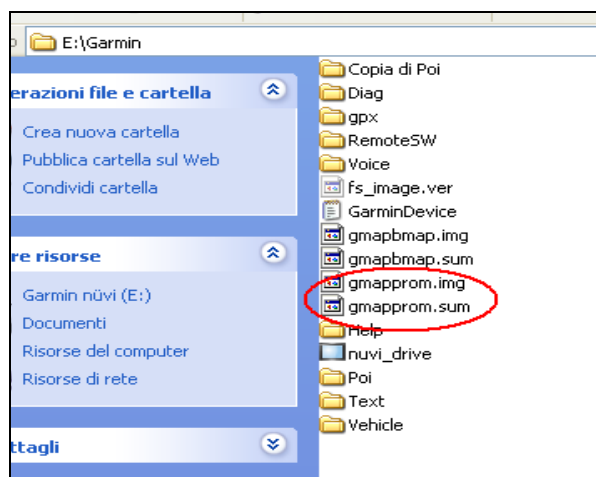 E:\Garmin
erazioni file e cartella
Crea nuova cartella
Pubblica cartella sul Web
Condividi cartella
re risorse
Garmin nüvi (E:)
Documenti
Risorse del computer
Risorse di rete
ttagli
Copia di Poi
Diag
gpx
RemoteSW
Voice
fs_image.ver
GarminDevice
gmapbmap.img
gmapbmap.sum
gmapprom.img
gmapprom.sum
Help
nuvi_drive
Poi
Text
Vehicle